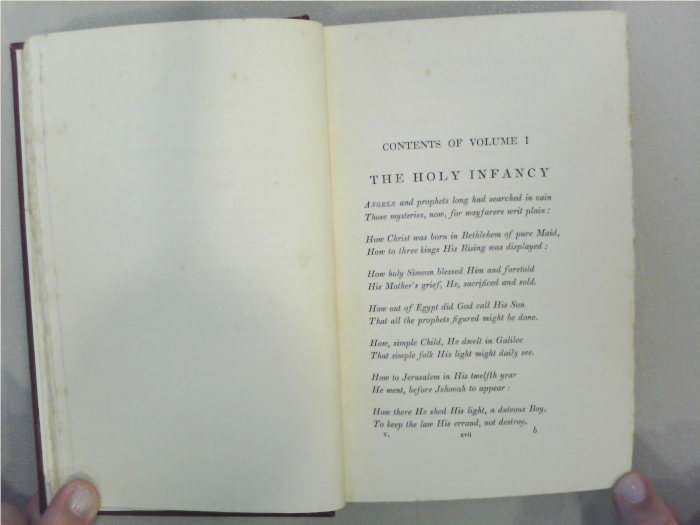 CONTENTS OF VOLUME I
THE HOLY INFANCY
ANGELS and prophets long had searched in vain
Those mysteries, now, for wayfarers writ plain:
How Christ was born in Bethlehem of pure Maid,
How to three kings His Rising was displayed;
How holy Simeon blessed Him and foretold
His Mother's grief, He, sacrificed and sold.
How out of Egypt did God call His Son
That all the prophets figured might be done.
How, simple Child, He dwelt in Galilee
That simple folk His light might daily see.
How to Jerusalem in His twelfth year
He went, before Jehovah to appear:
How there He shed His light, a duteous Boy,
To keep the law His errand, not destroy.
V. xvii b